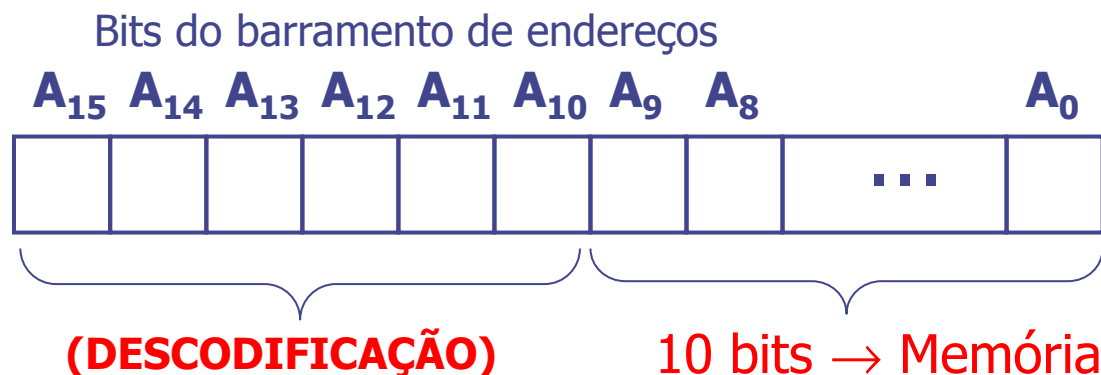 Bits do barramento de endereços
A₁₅ A₁₄ A₁₃ A₁₂ A₁₁ A₁₀ A₉ A₈ A₀
...
(DESCODIFICAÇÃO) 10 bits → Memória